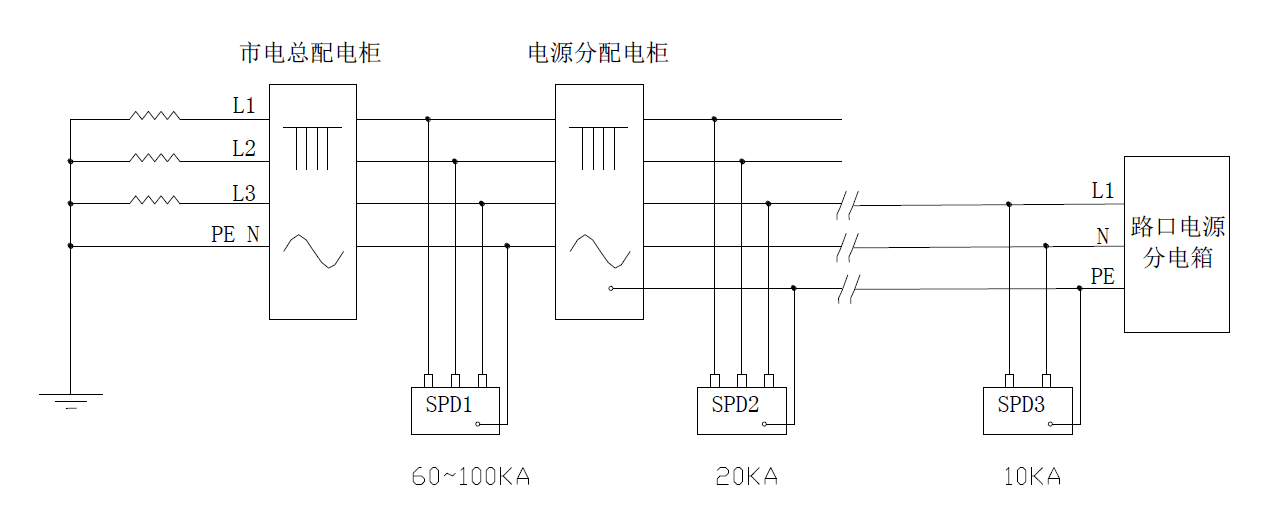 市电总配电柜
电源分配电柜
L1
L2
L3
PE N
L1
N
PE
路口电源
分电箱
SPD1
SPD2
SPD3
60~100KA
20KA
10KA